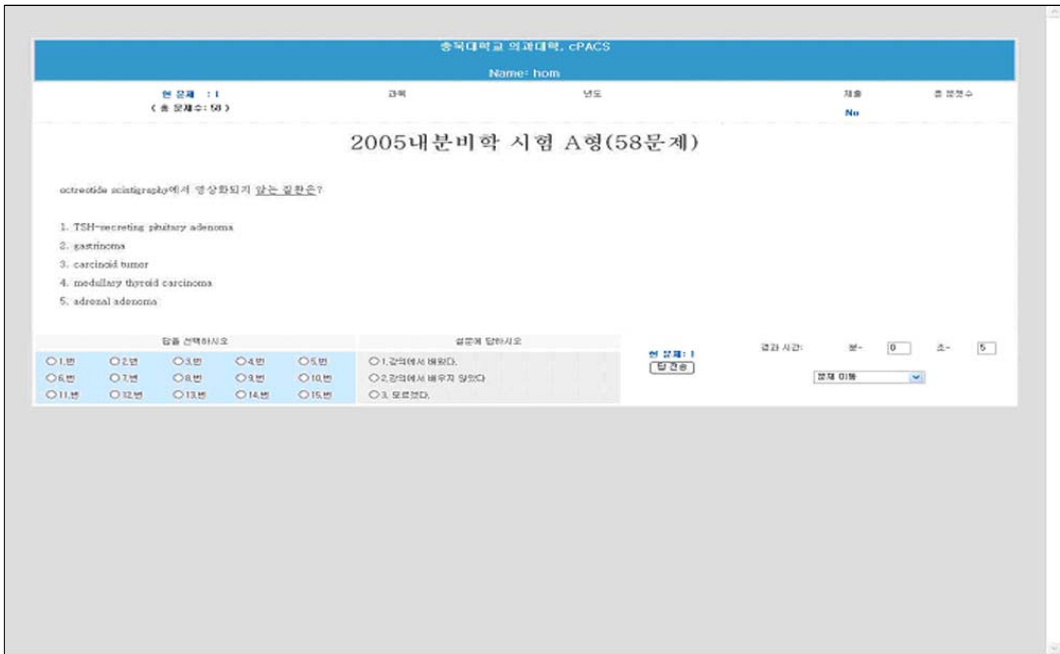 충북대학교 의과대학, cPACS
Name: hom
현 문제 : 1 과목 년도 제출 총 문젯수
( 총 문제수: 58 ) No
2005내분비학 시험 A형(58문제)
octreotide scintigraphy에서 영상화되지 않는 질환은?
1. TSH-secreting pituitary adenoma
2. gastrinoma
3. carcinoid tumor
4. medullary thyroid carcinoma
5. adrenal adenoma
답을 선택하시오 설문에 답하시오
1.번 2.번 3.번 4.번 5.번 1.강의에서 배웠다.
6.번 7.번 8.번 9.번 10.번 2.강의에서 배우지 않았다
11.번 12.번 13.번 14.번 15.번 3. 모르겠다.
현 문제: 1
답 전송
경과 시간: 분- 0 초- 5
문제 이동